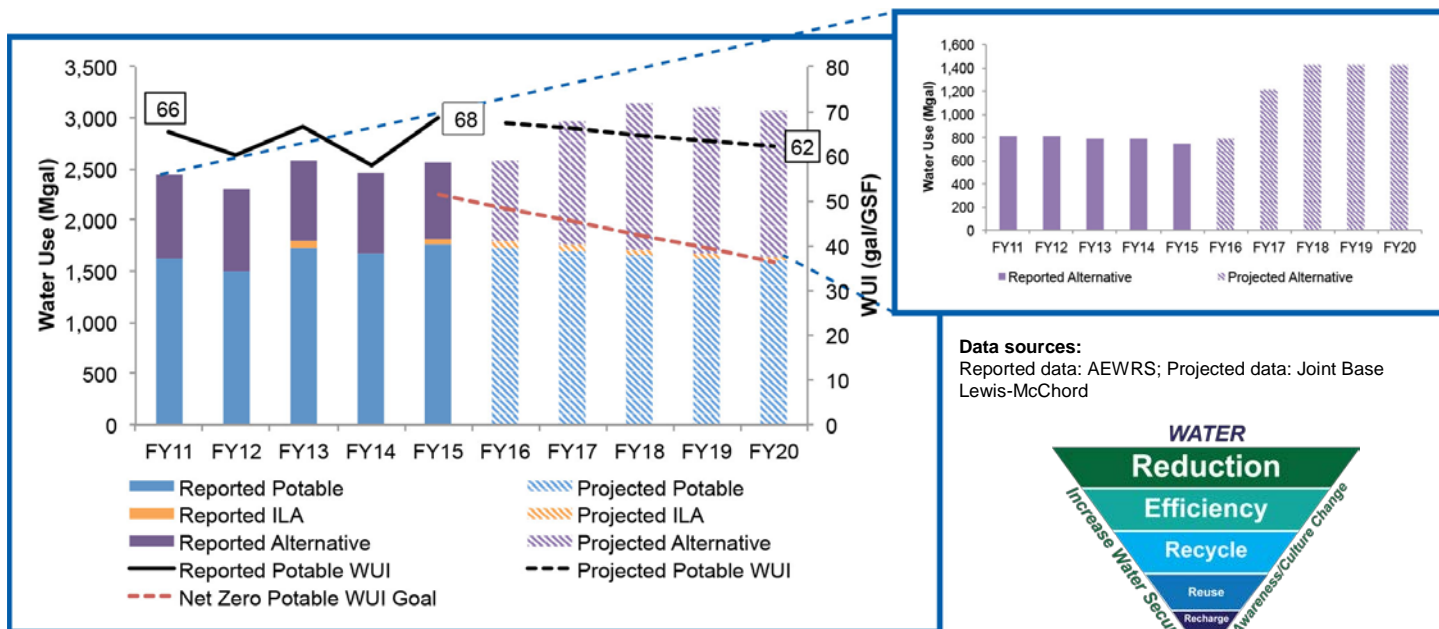 3,500
3,000
2,500
2,000
1,500
1,000
500
0
Water Use (Mgal)
66
68
62
80
70
60
50
40
30
20
10
0
WUI (gal/GSF)
FY11 FY12 FY13 FY14 FY15 FY16 FY17 FY18 FY19 FY20
Reported Potable
Projected Potable
Reported ILA
Projected ILA
Reported Alternative
Projected Alternative
Reported Potable WUI
Projected Potable WUI
Net Zero Potable WUI Goal
1,600
1,400
1,200
1,000
800
600
400
200
0
Water Use (Mgal)
FY11 FY12 FY13 FY14 FY15 FY16 FY17 FY18 FY19 FY20
Reported Alternative
Projected Alternative
Data sources:
Reported data: AEWRS; Projected data: Joint Base
Lewis-McChord
WATER
Reduction
Efficiency
Recycle
Reuse
Recharge
Increase Water
Awareness/Culture Change